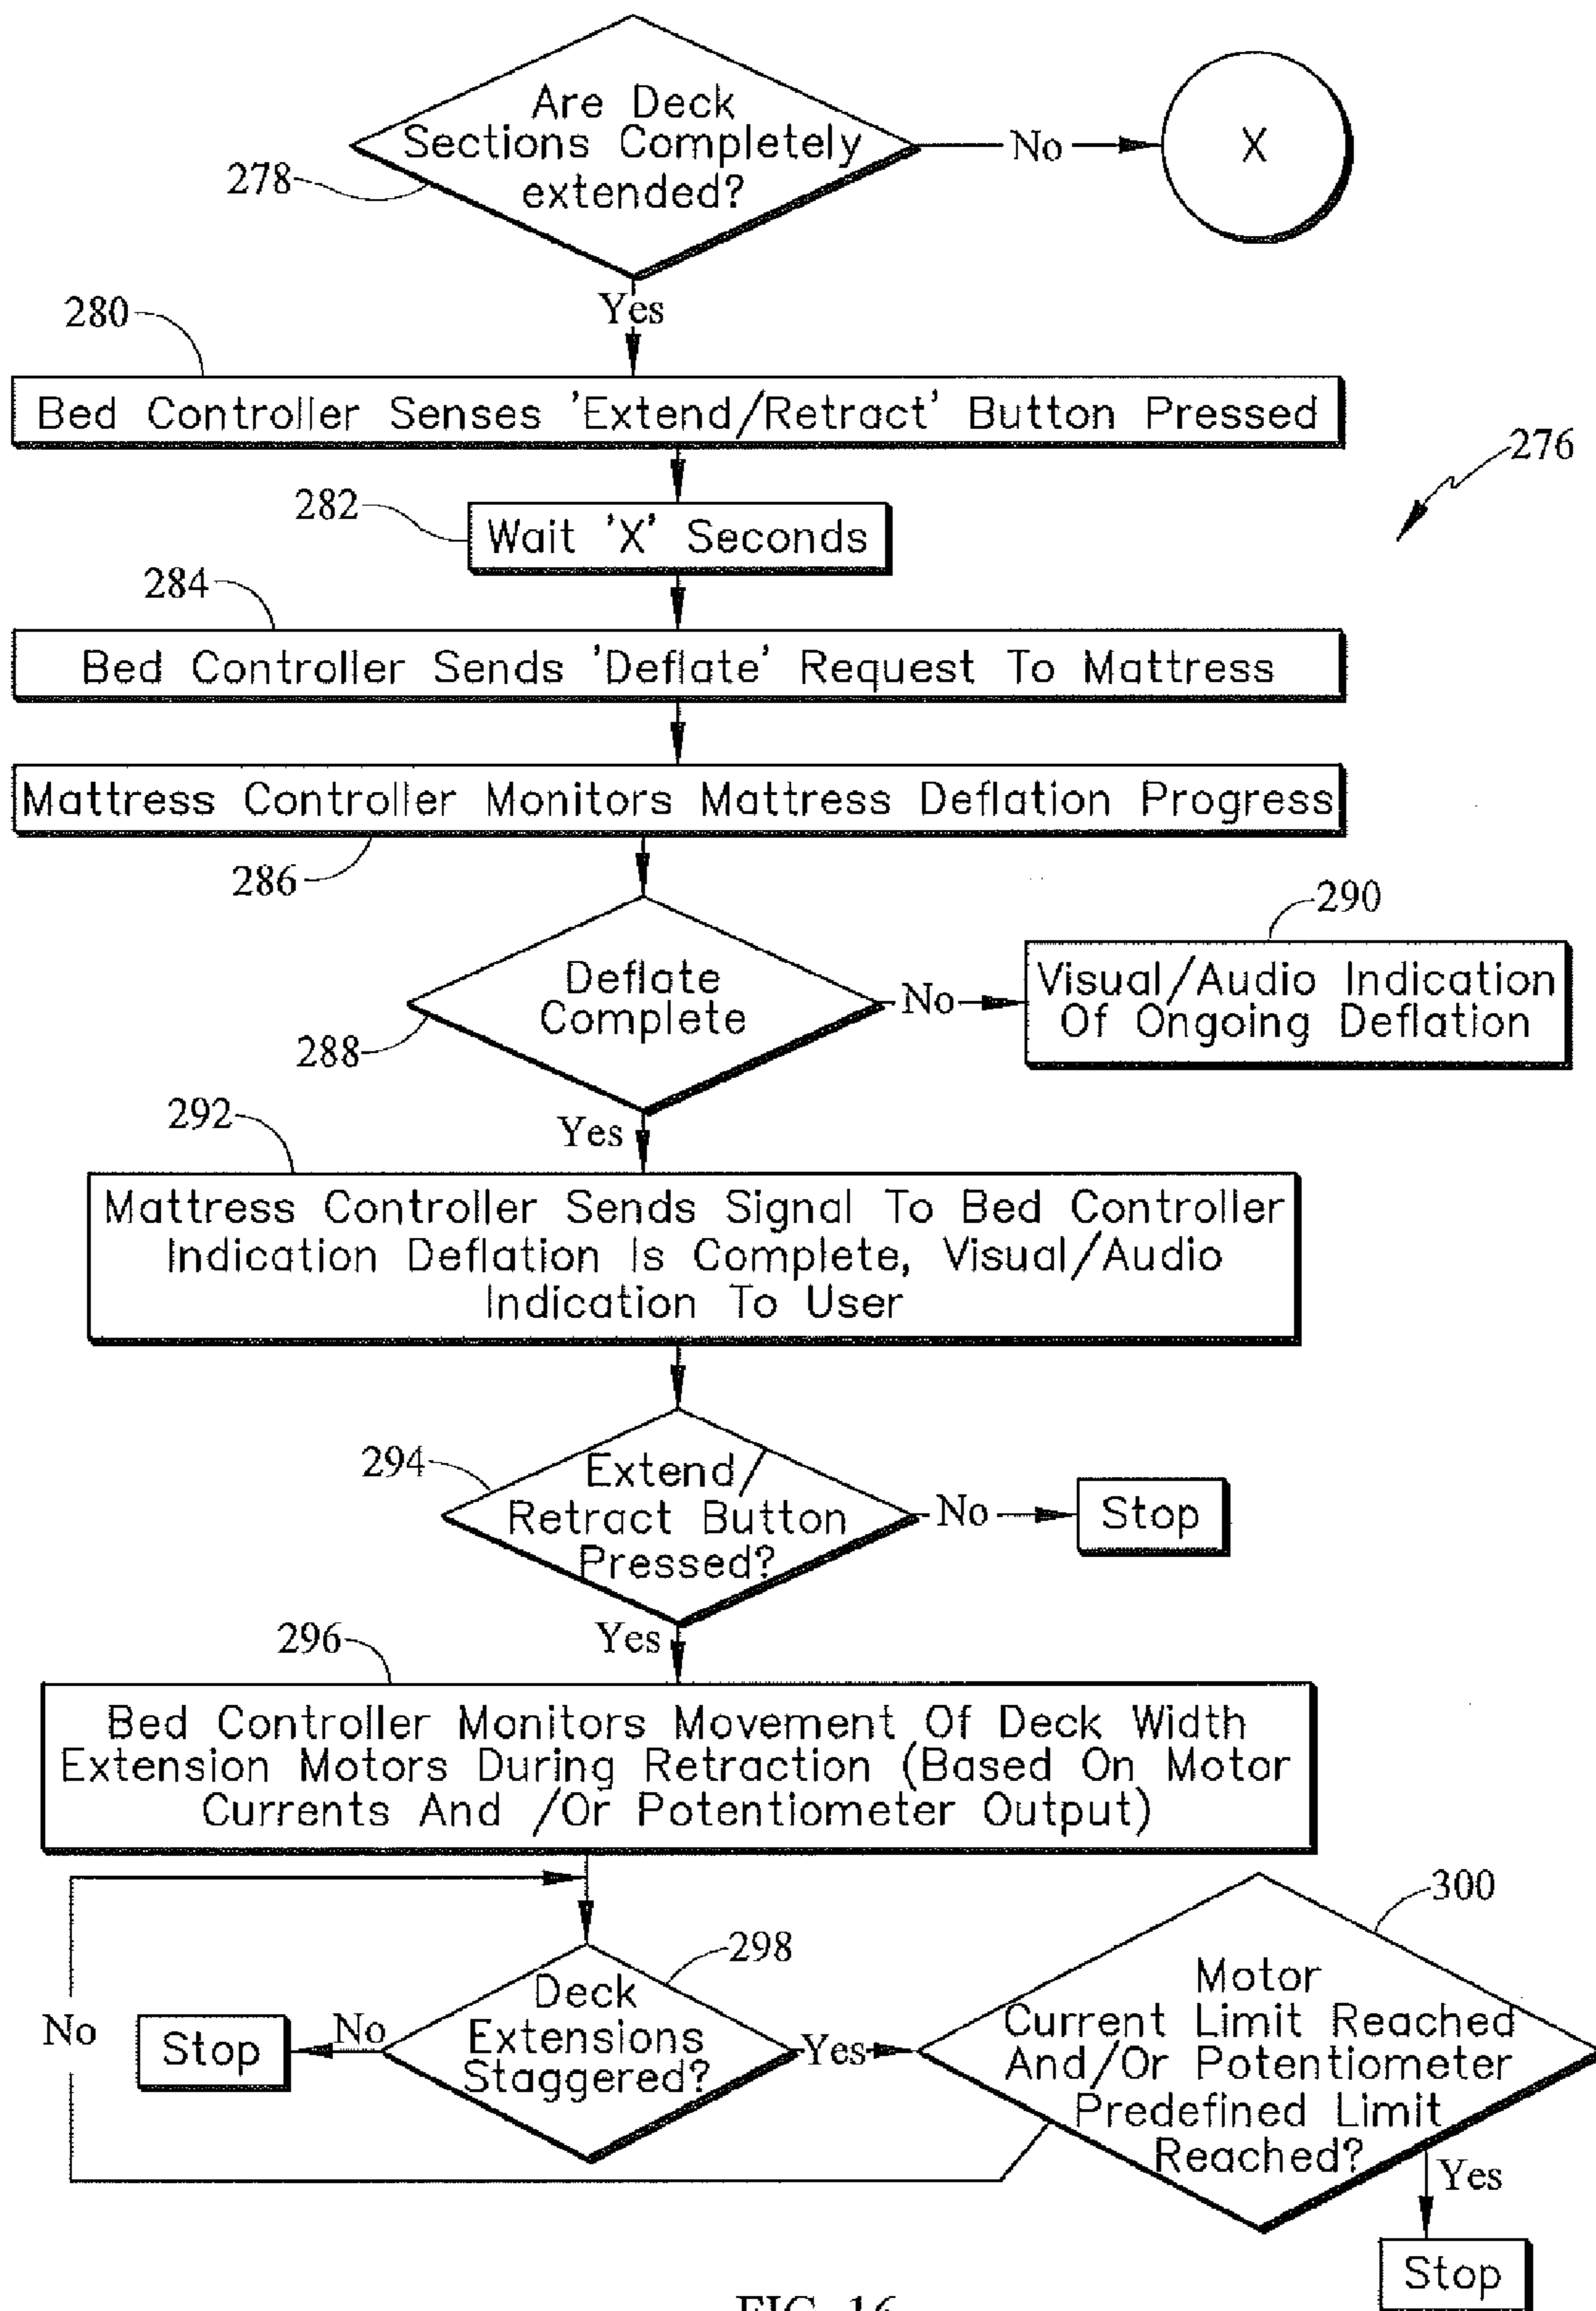 Are Deck
Sections Completely
extended?
No
X
278
Yes
280
Bed Controller Senses 'Extend/Retract' Button Pressed
276
282
Wait 'X' Seconds
284
Bed Controller Sends 'Deflate' Request To Mattress
Mattress Controller Monitors Mattress Deflation Progress
286
290
Deflate
Complete
No
Visual/Audio Indication
Of Ongoing Deflation
288
Yes
292
Mattress Controller Sends Signal To Bed Controller
Indication Deflation Is Complete, Visual/Audio
Indication To User
294
Extend/
Retract Button
Pressed?
No
Stop
Yes
296
Bed Controller Monitors Movement Of Deck Width
Extension Motors During Retraction (Based On Motor
Currents And /Or Potentiometer Output)
300
298
Deck
Extensions
Staggered?
No
Stop
No
Yes
Motor
Current Limit Reached
And/Or Potentiometer
Predefined Limit
Reached?
Yes
Stop
FIG. 16